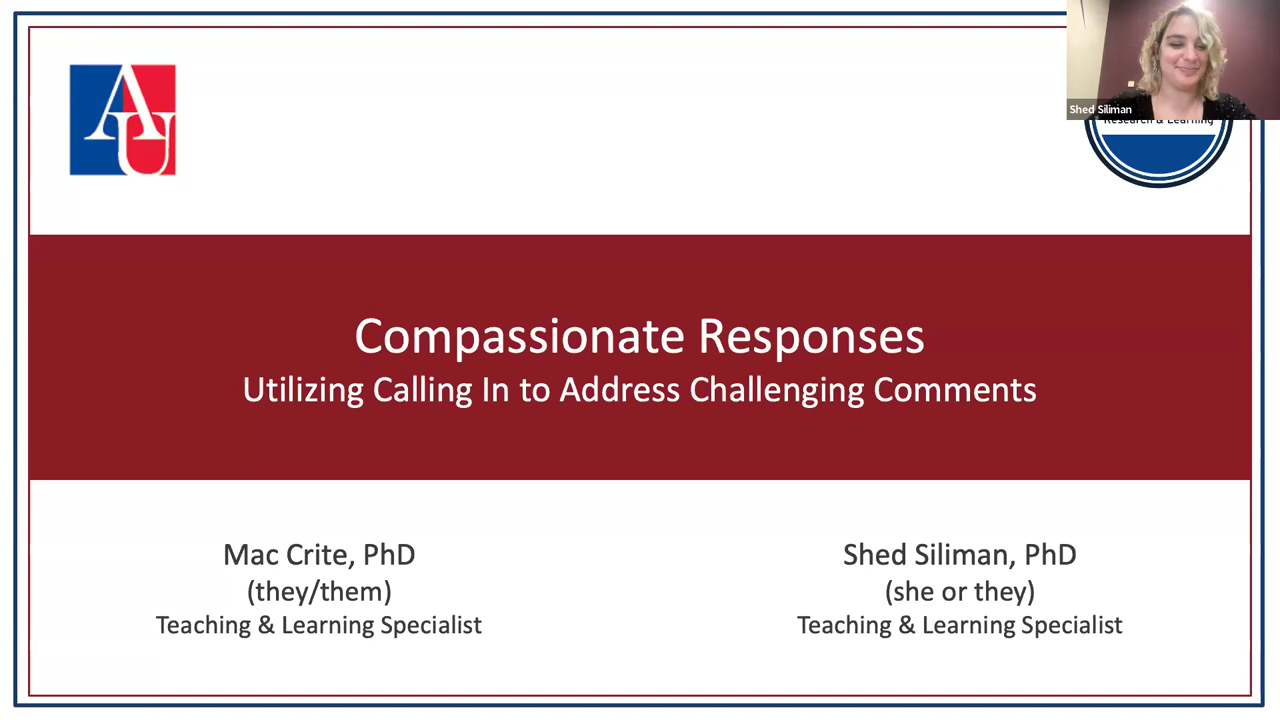 AU
Shed Siliman
Research & Learning
Compassionate Responses
Utilizing Calling In to Address Challenging Comments
Mac Crite, PhD
(they/them)
Teaching & Learning Specialist
Shed Siliman, PhD
(she or they)
Teaching & Learning Specialist